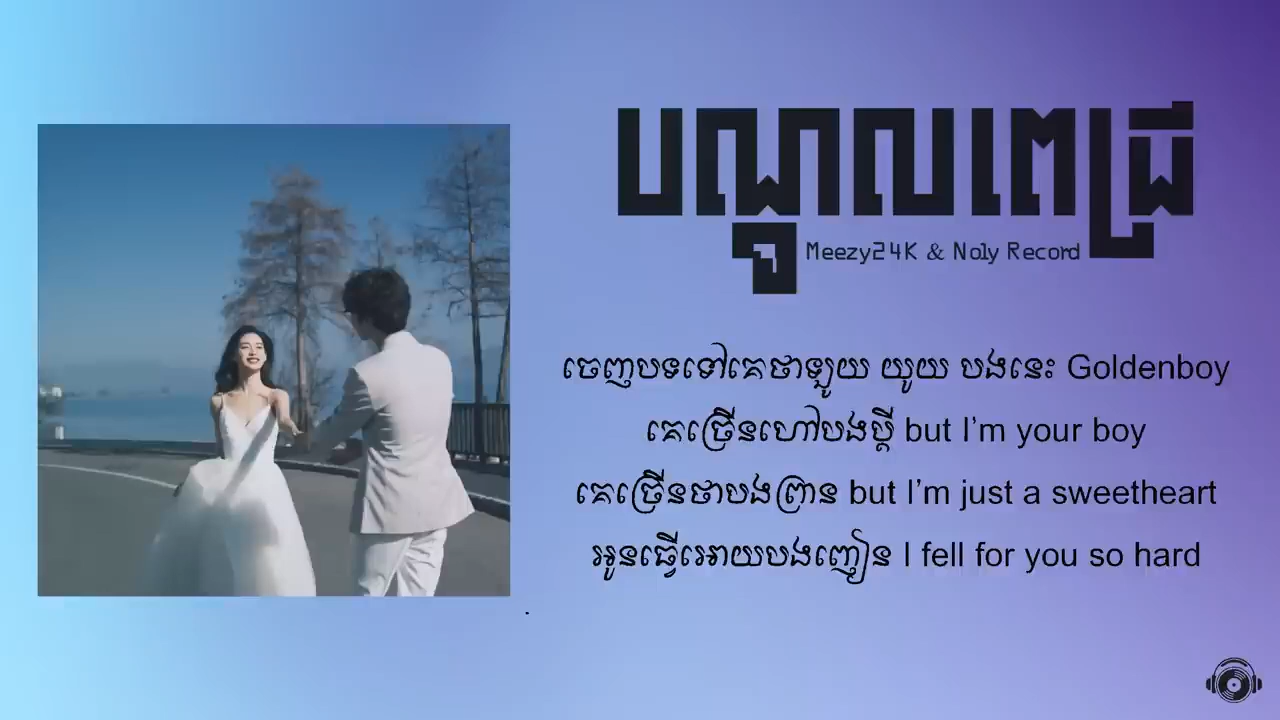 បណ្ដូលពេជ្រ
Meezy24K & Noly Record
ចេញបទទៅគេថាឡូយ យូយ បងនេះ Goldenboy
គេច្រើនហៅបងប្ដី but I'm your boy
គេច្រើនថាបងព្រាន but I'm just a sweetheart
អូនធ្វើអោយបងញៀន I fell for you so hard